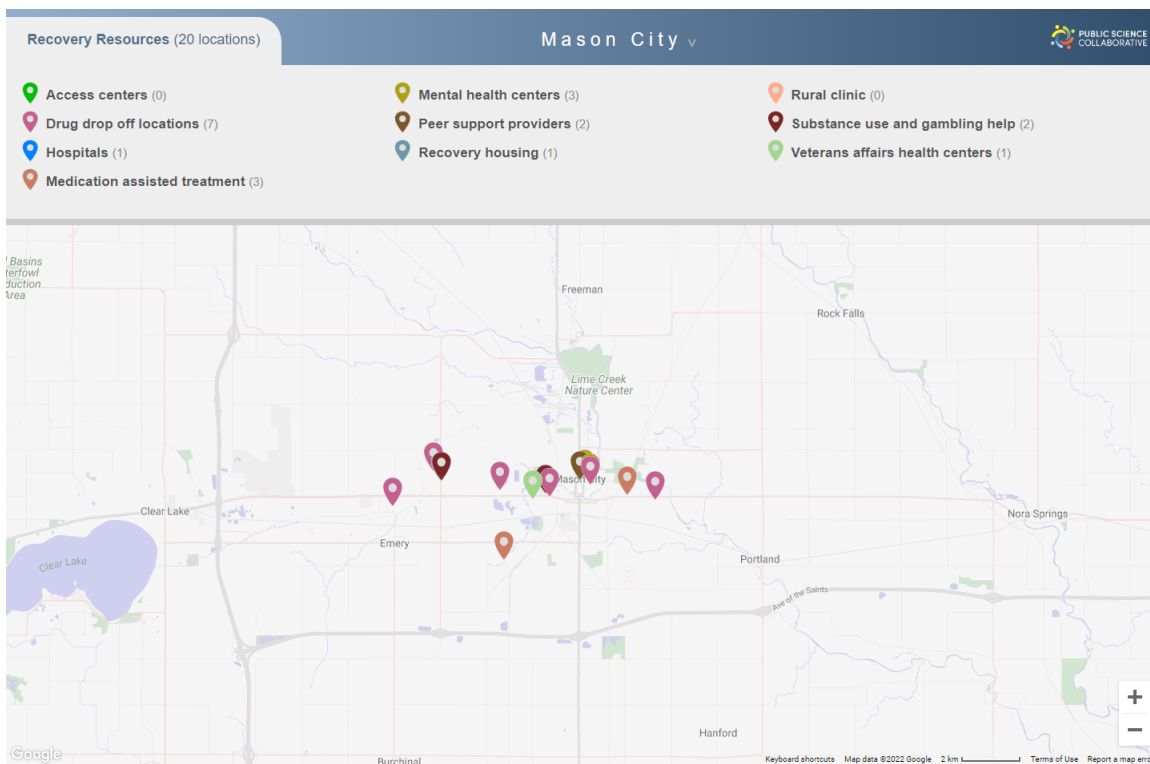 Recovery Resources (20 locations)
Mason City v
PUBLIC SCIENCE
COLLABORATIVE
Access centers (0)
Mental health centers (3)
Rural clinic (0)
Drug drop off locations (7)
Peer support providers (2)
Substance use and gambling help (2)
Hospitals (1)
Recovery housing (1)
Veterans affairs health centers (1)
Medication assisted treatment (3)
Basins
Area
Freeman
Rock Falls
Lime Creek
Nature Center
Mason City
Clear Lake
Nora Springs
Emery
Clear Lake
Portland
Ave of the Saints
Hanford
Burchinal
+
−
Google
Keyboard shortcuts Map data ©2022 Google 2 km Terms of Use Report a map erro